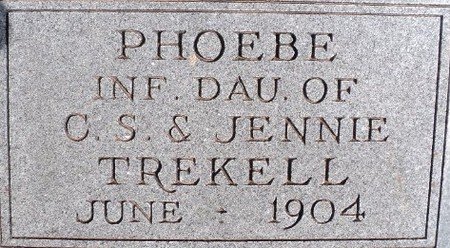 PHOEBE
INF. DAU. OF
C. S. & JENNIE
TREKELL
JUNE - 1904